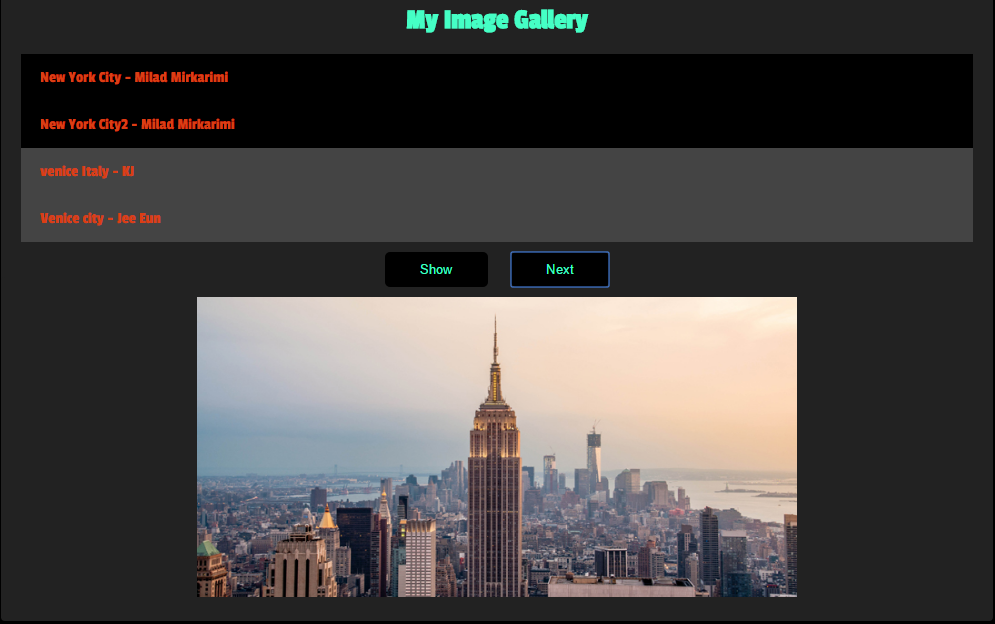 My Image Gallery
New York City - Milad Mirkarimi
New York City2 - Milad Mirkarimi
venice Italy - KJ
Venice city - Jee Eun
Show
Next